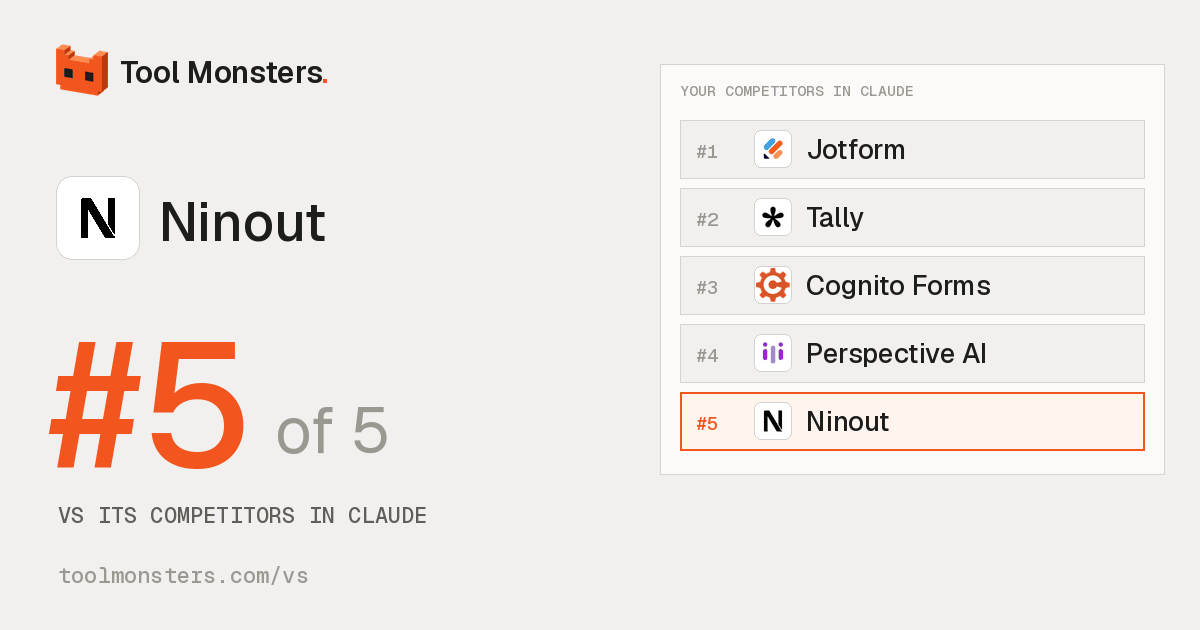 Tool Monsters.
N Ninout
#5 of 5
VS ITS COMPETITORS IN CLAUDE
toolmonsters.com/vs
YOUR COMPETITORS IN CLAUDE
#1 Jotform
#2 Tally
#3 Cognito Forms
#4 Perspective AI
#5 N Ninout